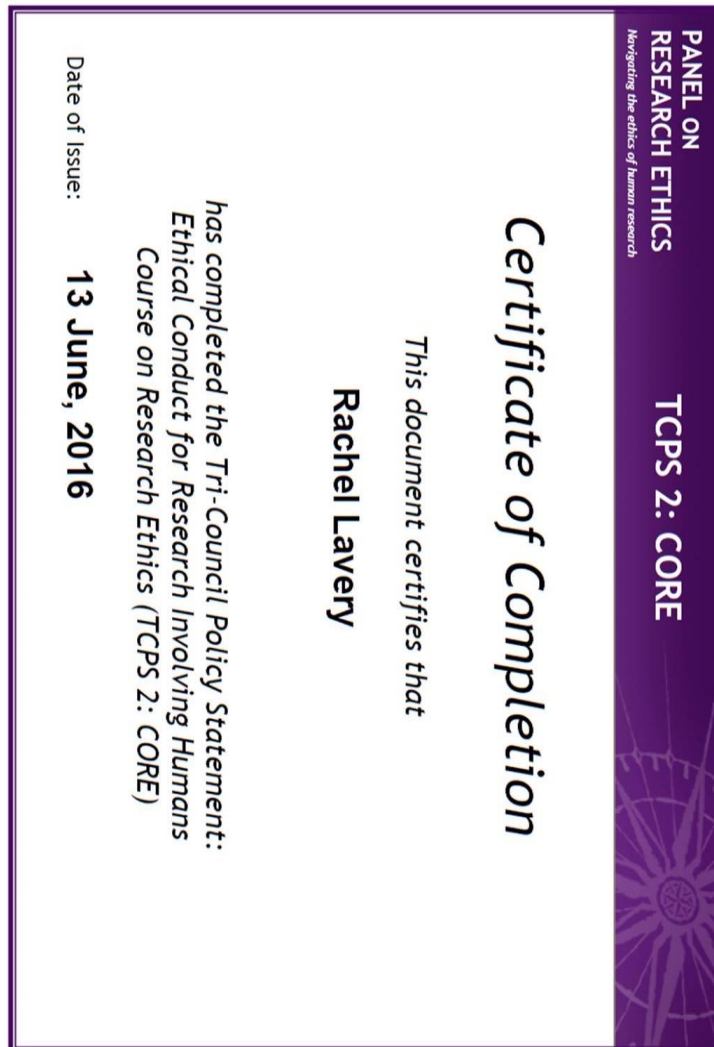 PANEL ON
RESEARCH ETHICS
Navigating the ethics of human research
TCPS 2: CORE
Certificate of Completion
This document certifies that
Rachel Lavery
has completed the Tri-Council Policy Statement:
Ethical Conduct for Research Involving Humans
Course on Research Ethics (TCPS 2: CORE)
Date of Issue: 13 June, 2016